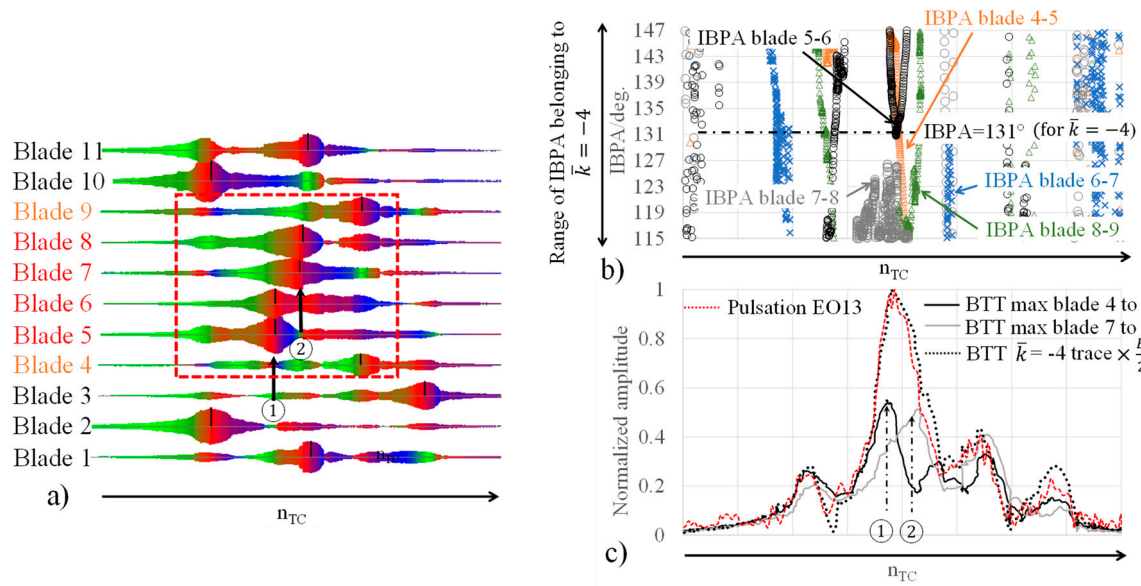 Blade 11
Blade 10
Blade 9
Blade 8
Blade 7
Blade 6
Blade 5
Blade 4
Blade 3
Blade 2
Blade 1
2
1
n_TC
a)
n_TC
Range of IBPA belonging to
k̄ = −4
IBPA/deg.
147
143
139
135
131
127
123
119
115
IBPA blade 4-5
IBPA blade 5-6
IBPA=131° (for k̄ = −4)
IBPA blade 7-8
IBPA blade 6-7
IBPA blade 8-9
b)
n_TC
Normalized amplitude
1
0.8
0.6
0.4
0.2
0
Pulsation EO13
BTT max blade 4 to
BTT max blade 7 to
BTT k̄ = -4 trace ×
1
2
c)
n_TC